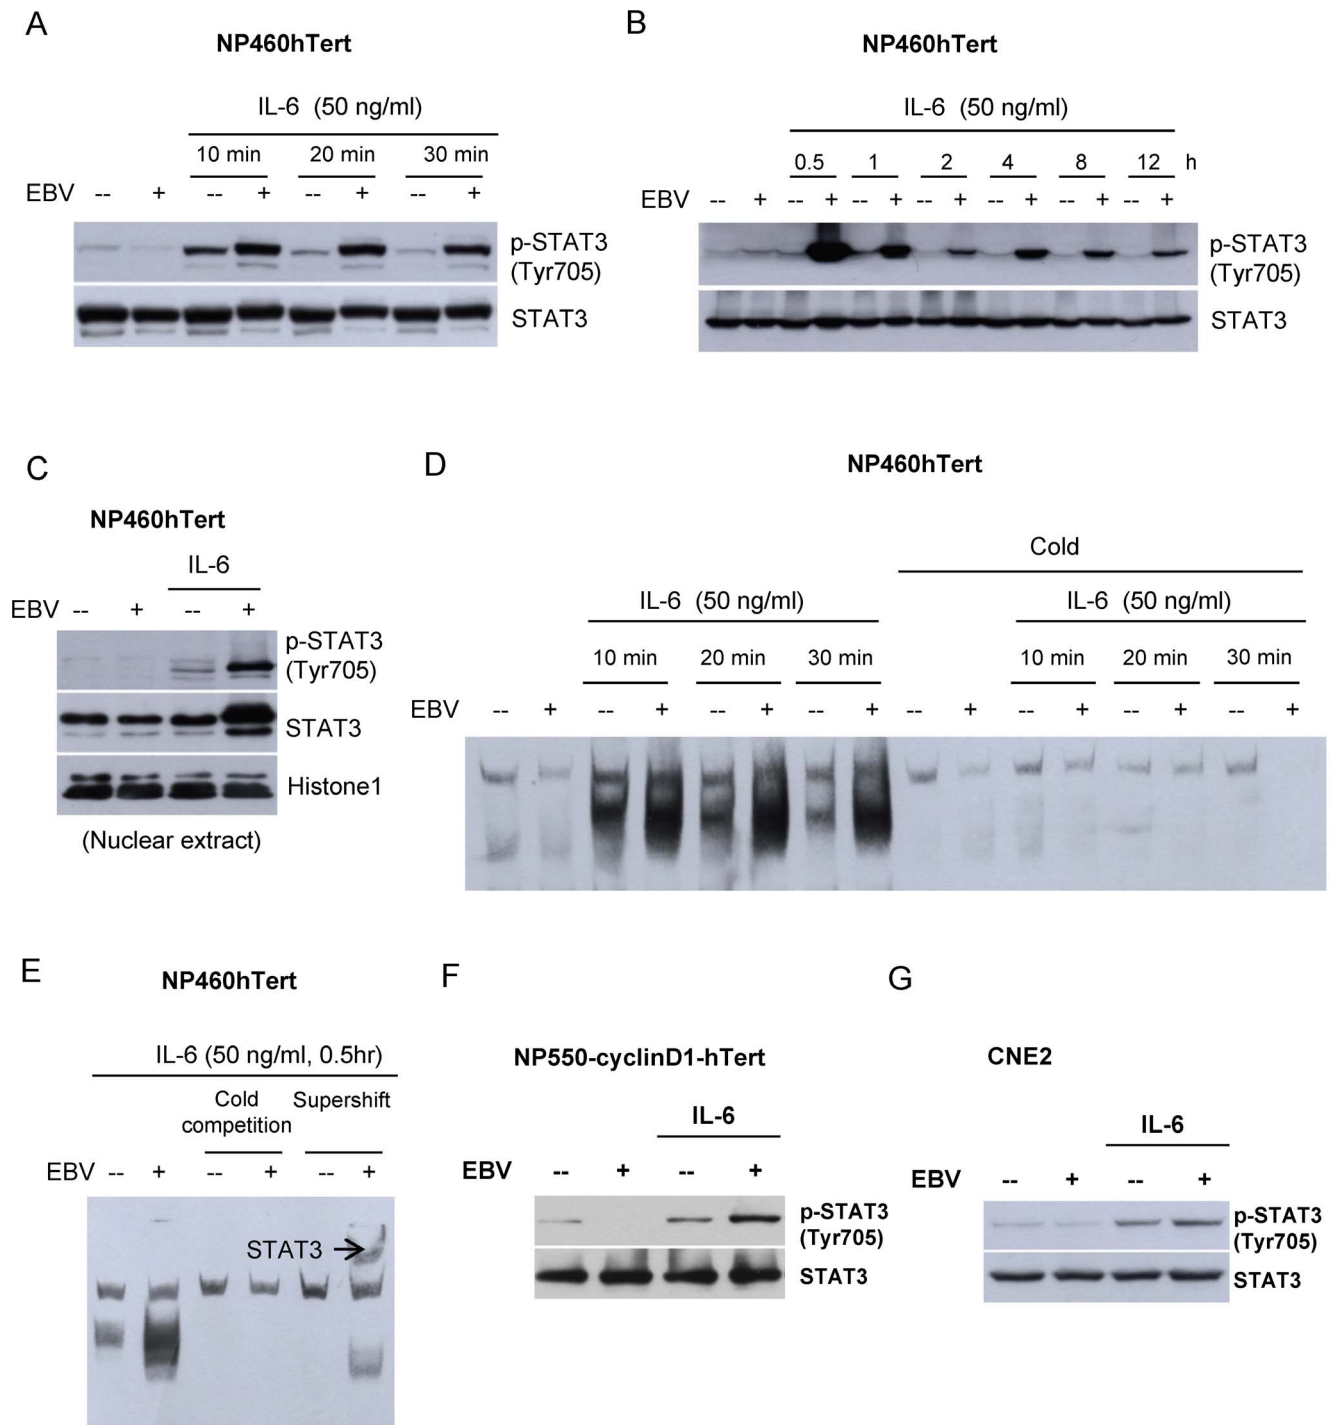 A
NP460hTert
IL-6 (50 ng/ml)
10 min 20 min 30 min
EBV -- + -- + -- + -- +
p-STAT3
(Tyr705)
STAT3
B
NP460hTert
IL-6 (50 ng/ml)
0.5 1 2 4 8 12 h
EBV -- + -- + -- + -- + -- + -- + -- +
p-STAT3
(Tyr705)
STAT3
C
NP460hTert
IL-6
EBV -- + -- +
p-STAT3
(Tyr705)
STAT3
Histone1
(Nuclear extract)
D
NP460hTert
Cold
IL-6 (50 ng/ml) IL-6 (50 ng/ml)
10 min 20 min 30 min 10 min 20 min 30 min
EBV -- + -- + -- + -- + -- + -- + -- + -- +
E
NP460hTert
IL-6 (50 ng/ml, 0.5hr)
Cold Supershift
competition
EBV -- + -- + -- +
STAT3
F
NP550-cyclinD1-hTert
IL-6
EBV -- + -- +
p-STAT3
(Tyr705)
STAT3
G
CNE2
IL-6
EBV -- + -- +
p-STAT3
(Tyr705)
STAT3